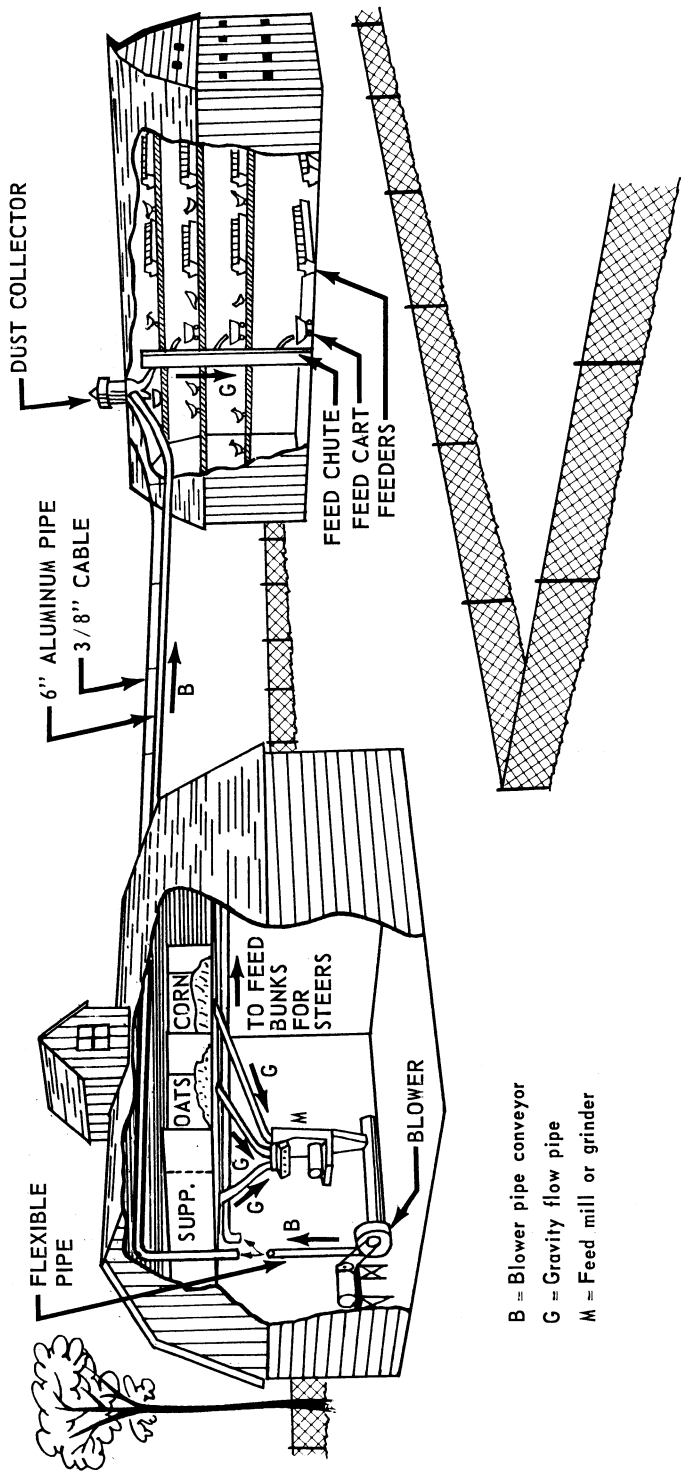 DUST COLLECTOR
6" ALUMINUM PIPE
3/8" CABLE
B
G
FEED CHUTE
FEED CART
FEEDERS
FLEXIBLE
PIPE
SUPP.
OATS
CORN
G
G
G
M
B
TO FEED
BUNKS
FOR
STEERS
BLOWER
B = Blower pipe conveyor
G = Gravity flow pipe
M = Feed mill or grinder